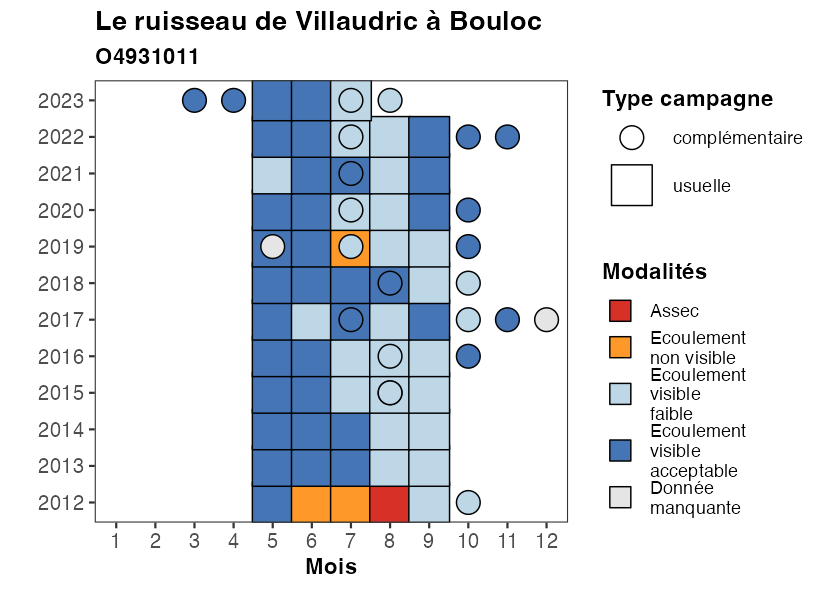 Le ruisseau de Villaudric à Bouloc
O4931011
2023
2022
2021
2020
2019
2018
2017
2016
2015
2014
2013
2012
1 2 3 4 5 6 7 8 9 10 11 12
Mois
Type campagne
complémentaire
usuelle
Modalités
Assec
Ecoulement
non visible
Ecoulement
visible
faible
Ecoulement
visible
acceptable
Donnée
manquante